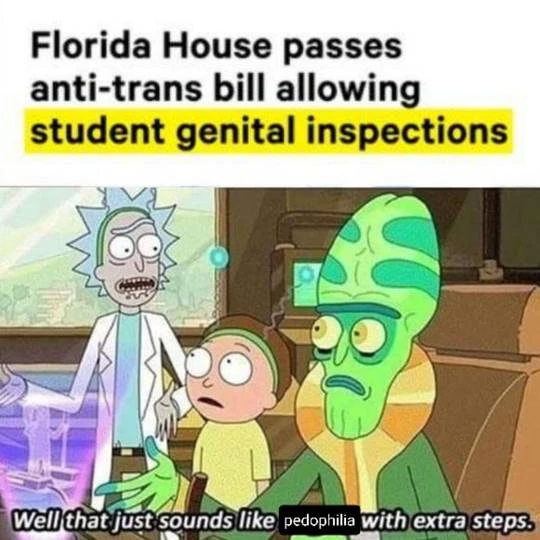 Florida House passes
anti-trans bill allowing
student genital inspections
Well that just sounds like pedophilia with extra steps.